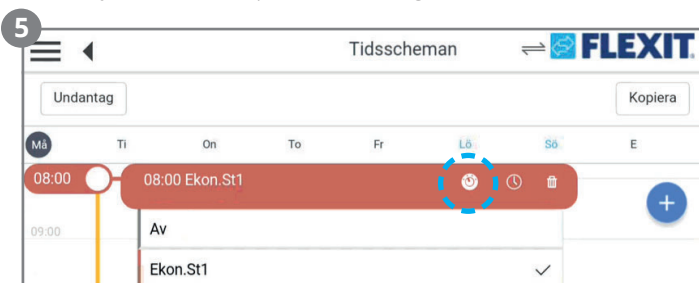 5
Tidsscheman
FLEXIT
Undantag
Kopiera
Må Ti On To Fr Lö Sö E
08:00
08:00 Ekon.St1
09:00
Av
Ekon.St1